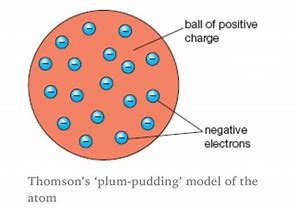 ball of positive
charge
negative
electrons
Thomson's ‘plum-pudding’ model of the
atom